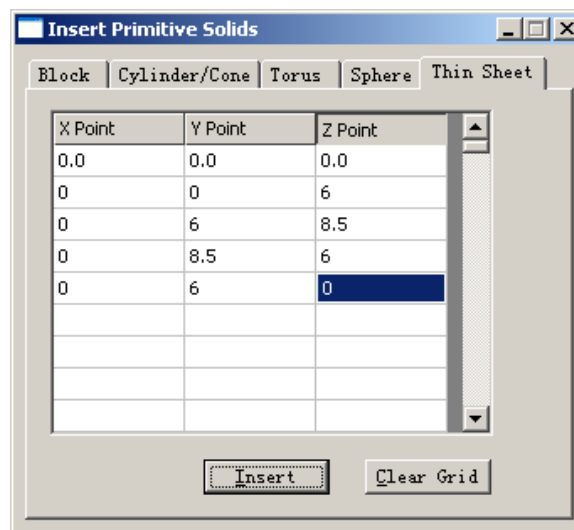 Insert Primitive Solids
Block Cylinder/Cone Torus Sphere Thin Sheet
X Point Y Point Z Point
0.0 0.0 0.0
0 0 6
0 6 8.5
0 8.5 6
0 6 0
Insert Clear Grid